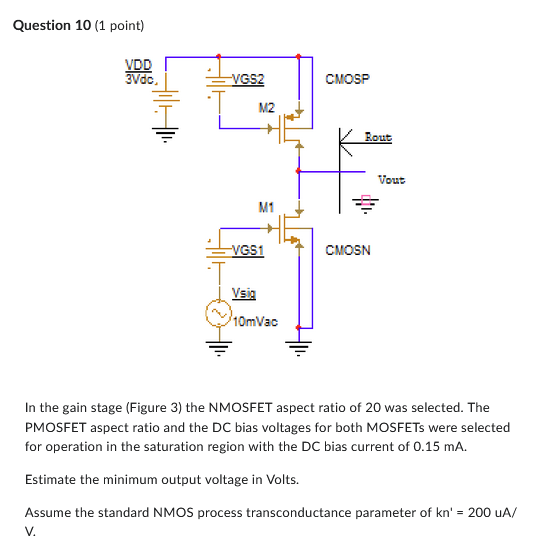 Question 10 (1 point)
VDD
3Vdc
VGS2
CMOSP
M2
Rout
Vout
M1
VGS1
CMOSN
Vsig
10mVac
In the gain stage (Figure 3) the NMOSFET aspect ratio of 20 was selected. The
PMOSFET aspect ratio and the DC bias voltages for both MOSFETs were selected
for operation in the saturation region with the DC bias current of 0.15 mA.
Estimate the minimum output voltage in Volts.
Assume the standard NMOS process transconductance parameter of kn' = 200 uA/
V.